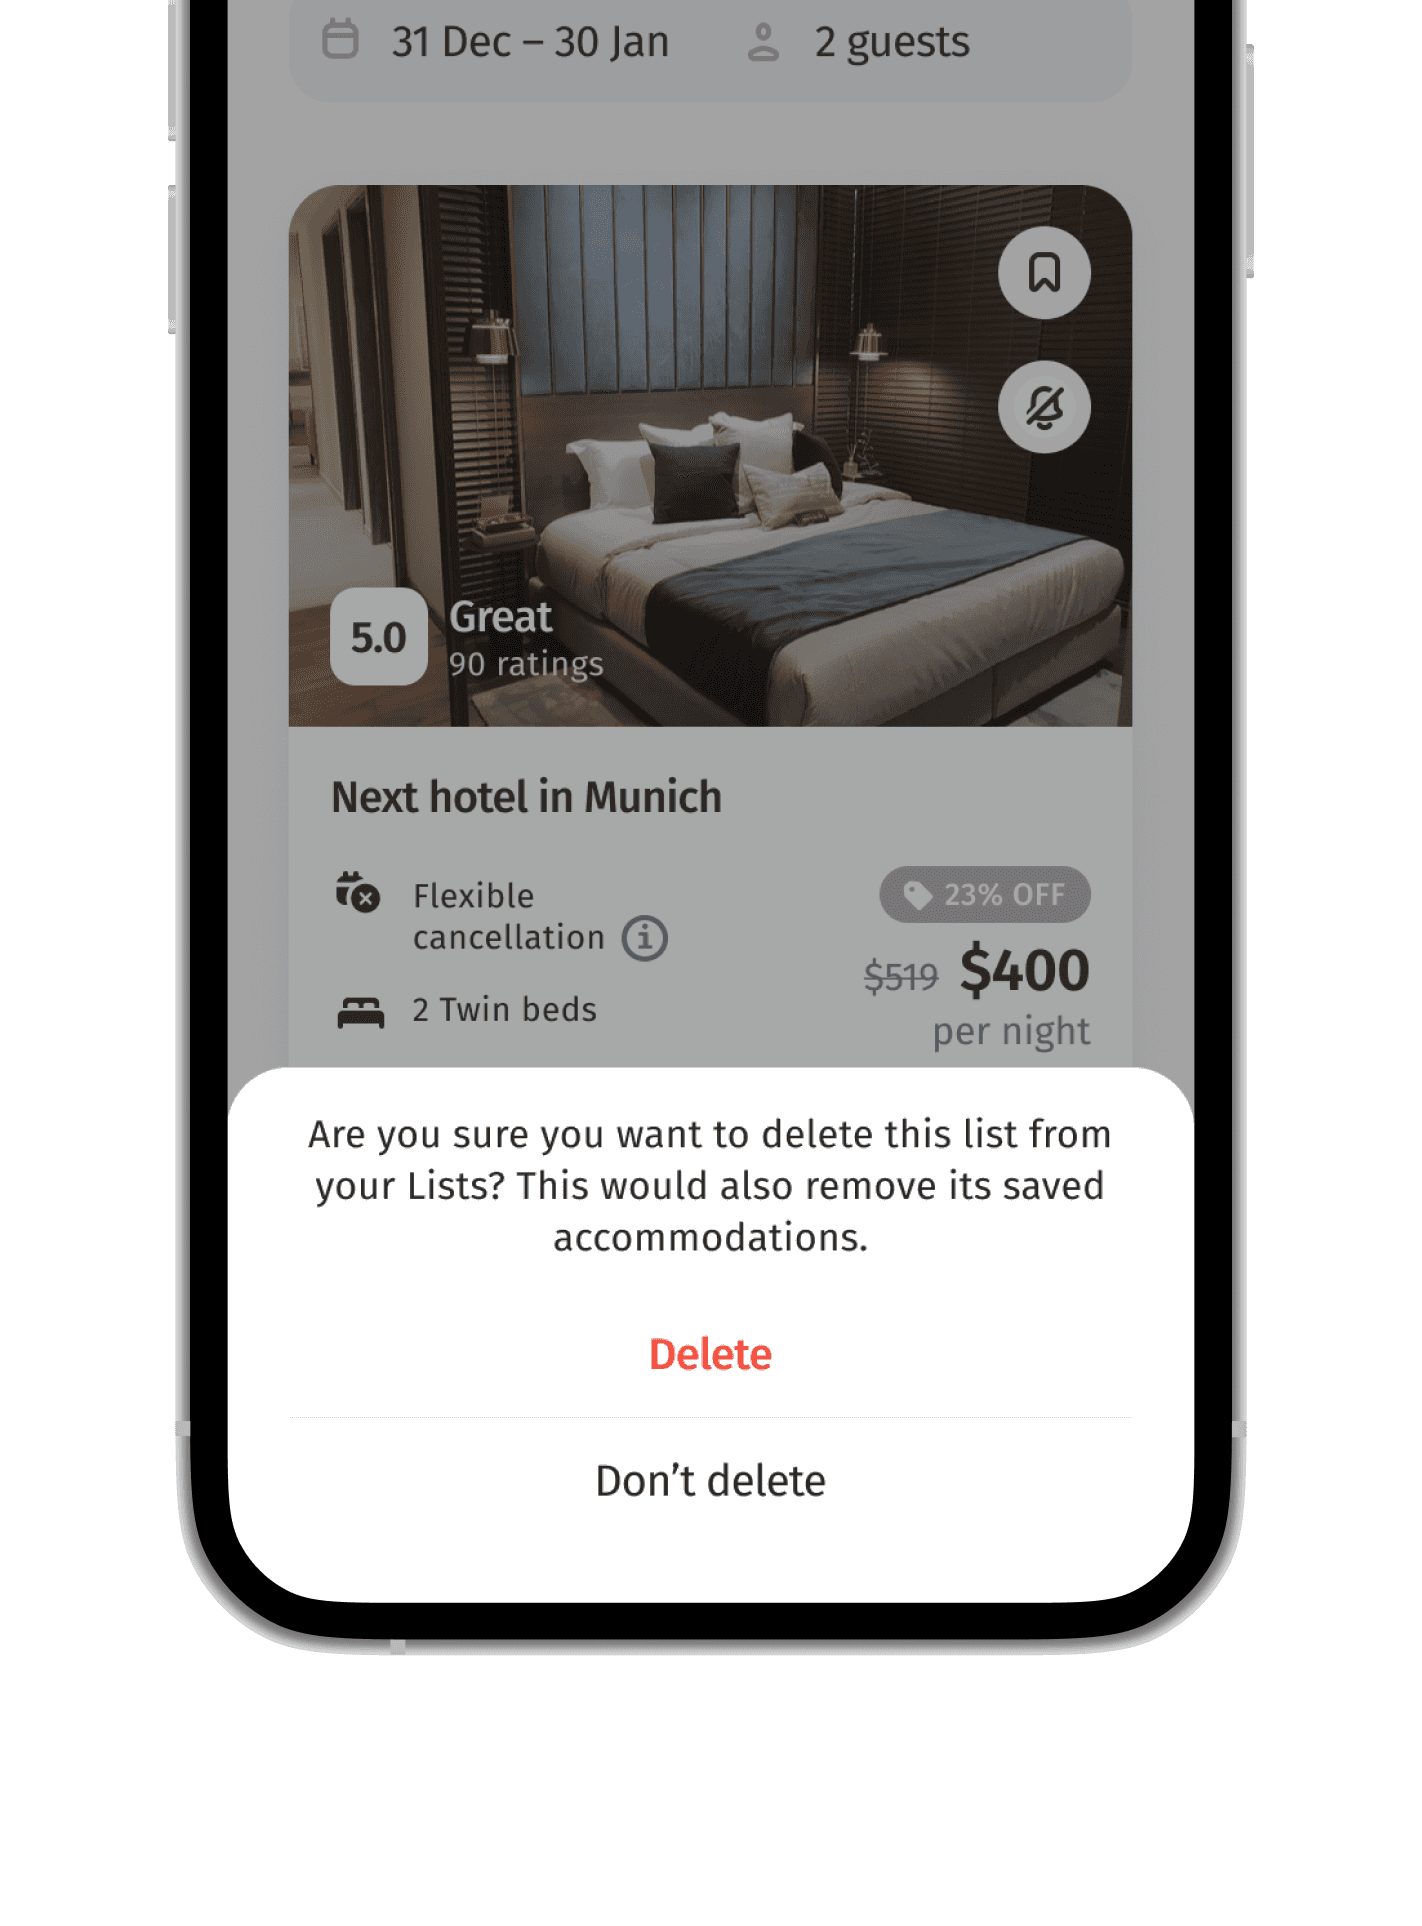 31 Dec – 30 Jan
2 guests
5.0
Great
90 ratings
Next hotel in Munich
Flexible
cancellation
23% OFF
$519 $400
per night
2 Twin beds
Are you sure you want to delete this list from
your Lists? This would also remove its saved
accommodations.
Delete
Don’t delete